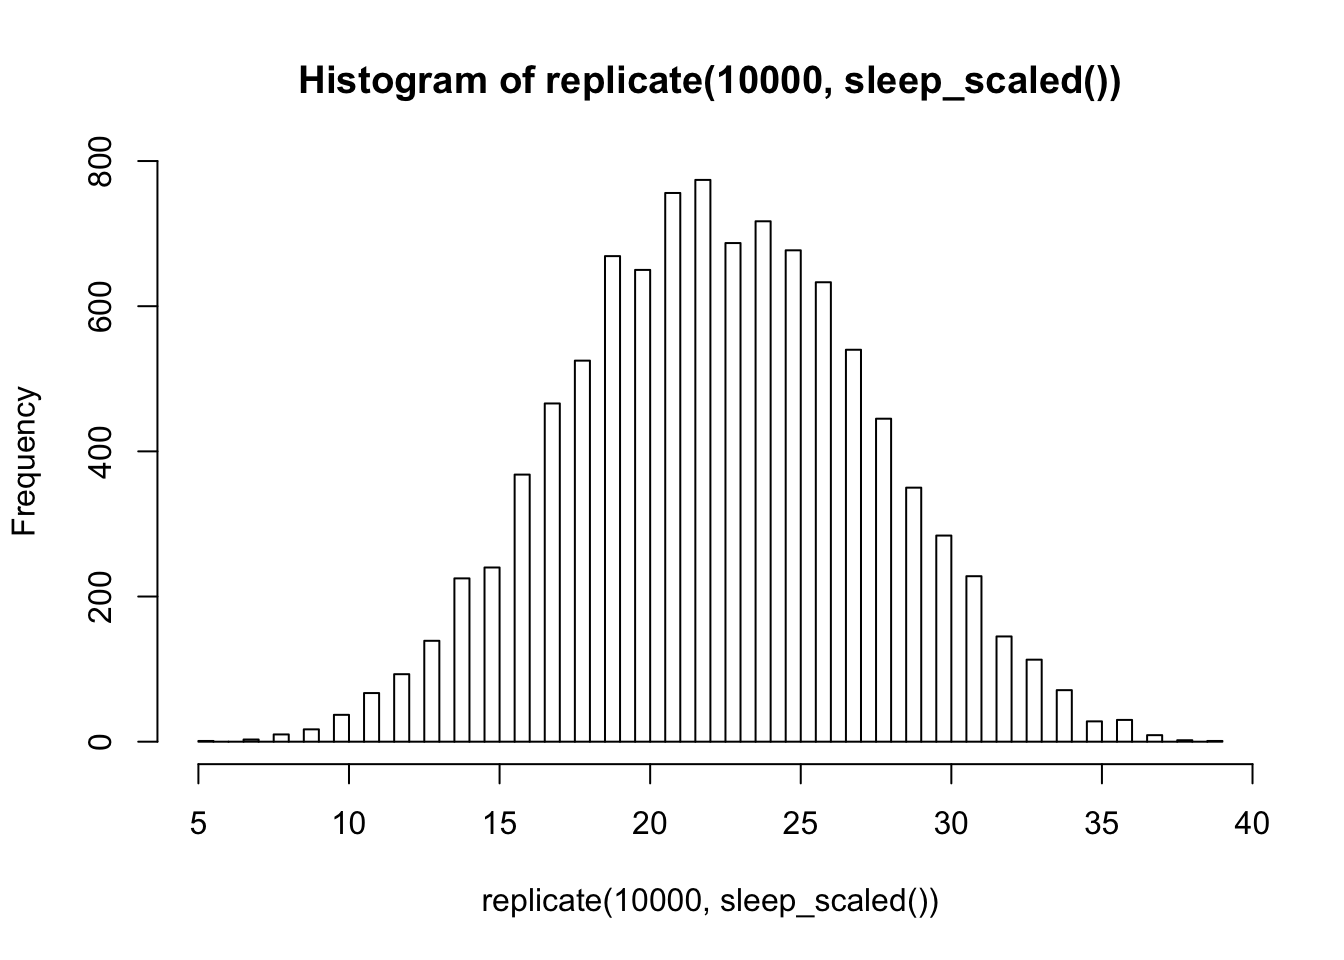 Histogram of replicate(10000, sleep_scaled())
Frequency
800
600
400
200
0
5 10 15 20 25 30 35 40
replicate(10000, sleep_scaled())